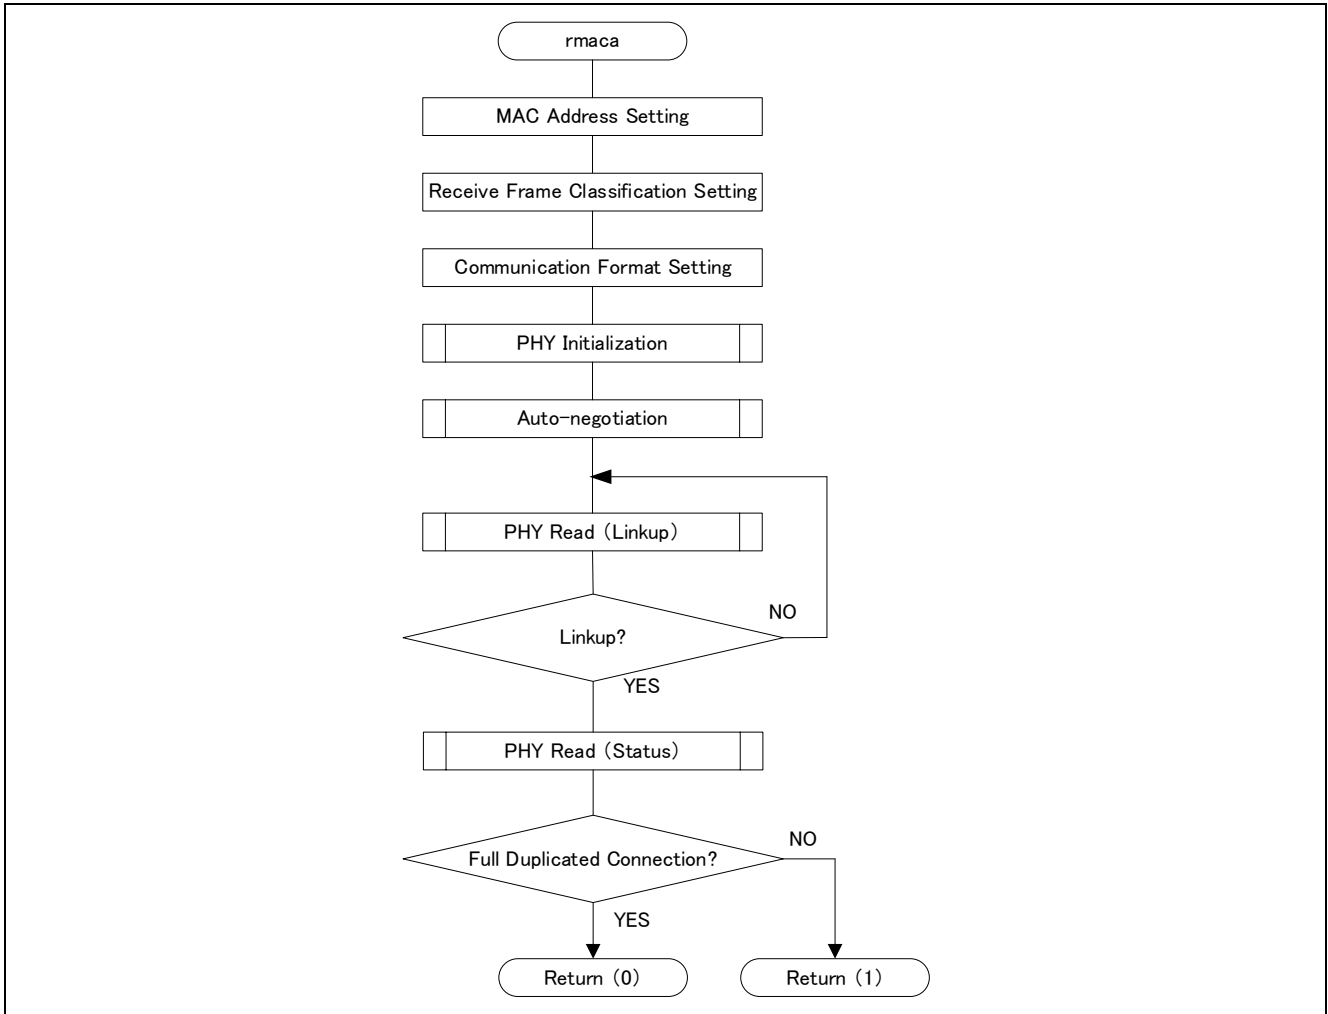 rmaca
MAC Address Setting
Receive Frame Classification Setting
Communication Format Setting
PHY Initialization
Auto-negotiation
PHY Read (Linkup)
NO
Linkup?
YES
PHY Read (Status)
NO
Full Duplicated Connection?
YES
Return (0)
Return (1)